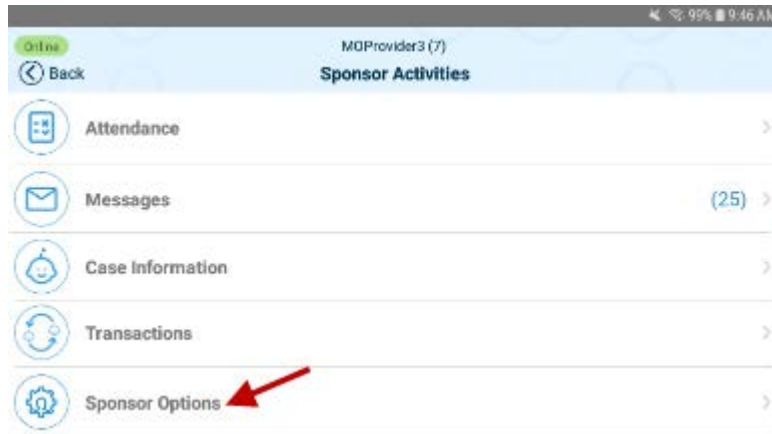 99% 9:46 AM
Online
MOProvider3 (7)
Back
Sponsor Activities
Attendance
Messages
(25)
Case Information
Transactions
Sponsor Options